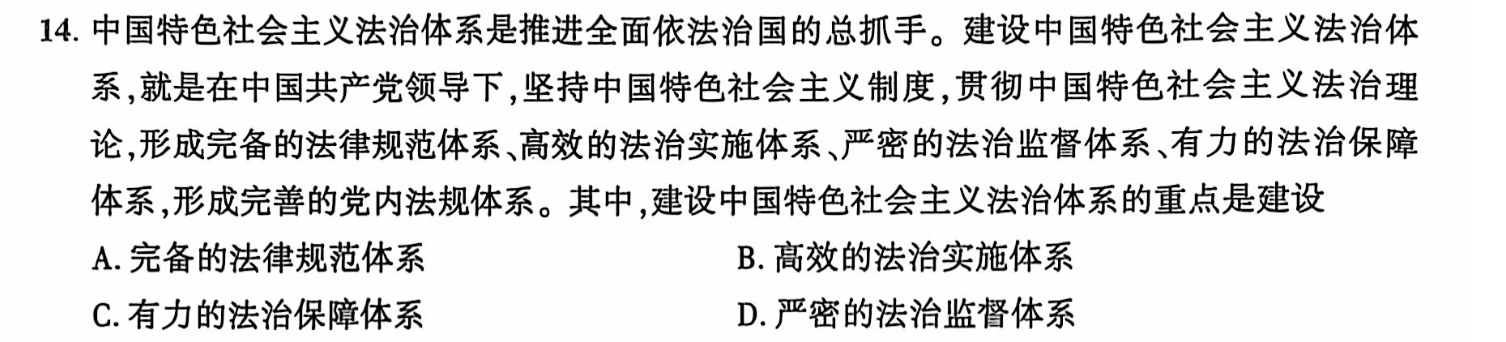 14. 中国特色社会主义法治体系是推进全面依法治国的总抓手。建设中国特色社会主义法治体
系,就是在中国共产党领导下,坚持中国特色社会主义制度,贯彻中国特色社会主义法治理
论,形成完备的法律规范体系、高效的法治实施体系、严密的法治监督体系、有力的法治保障
体系,形成完善的党内法规体系。其中,建设中国特色社会主义法治体系的重点是建设
A. 完备的法律规范体系 B. 高效的法治实施体系
C. 有力的法治保障体系 D. 严密的法治监督体系